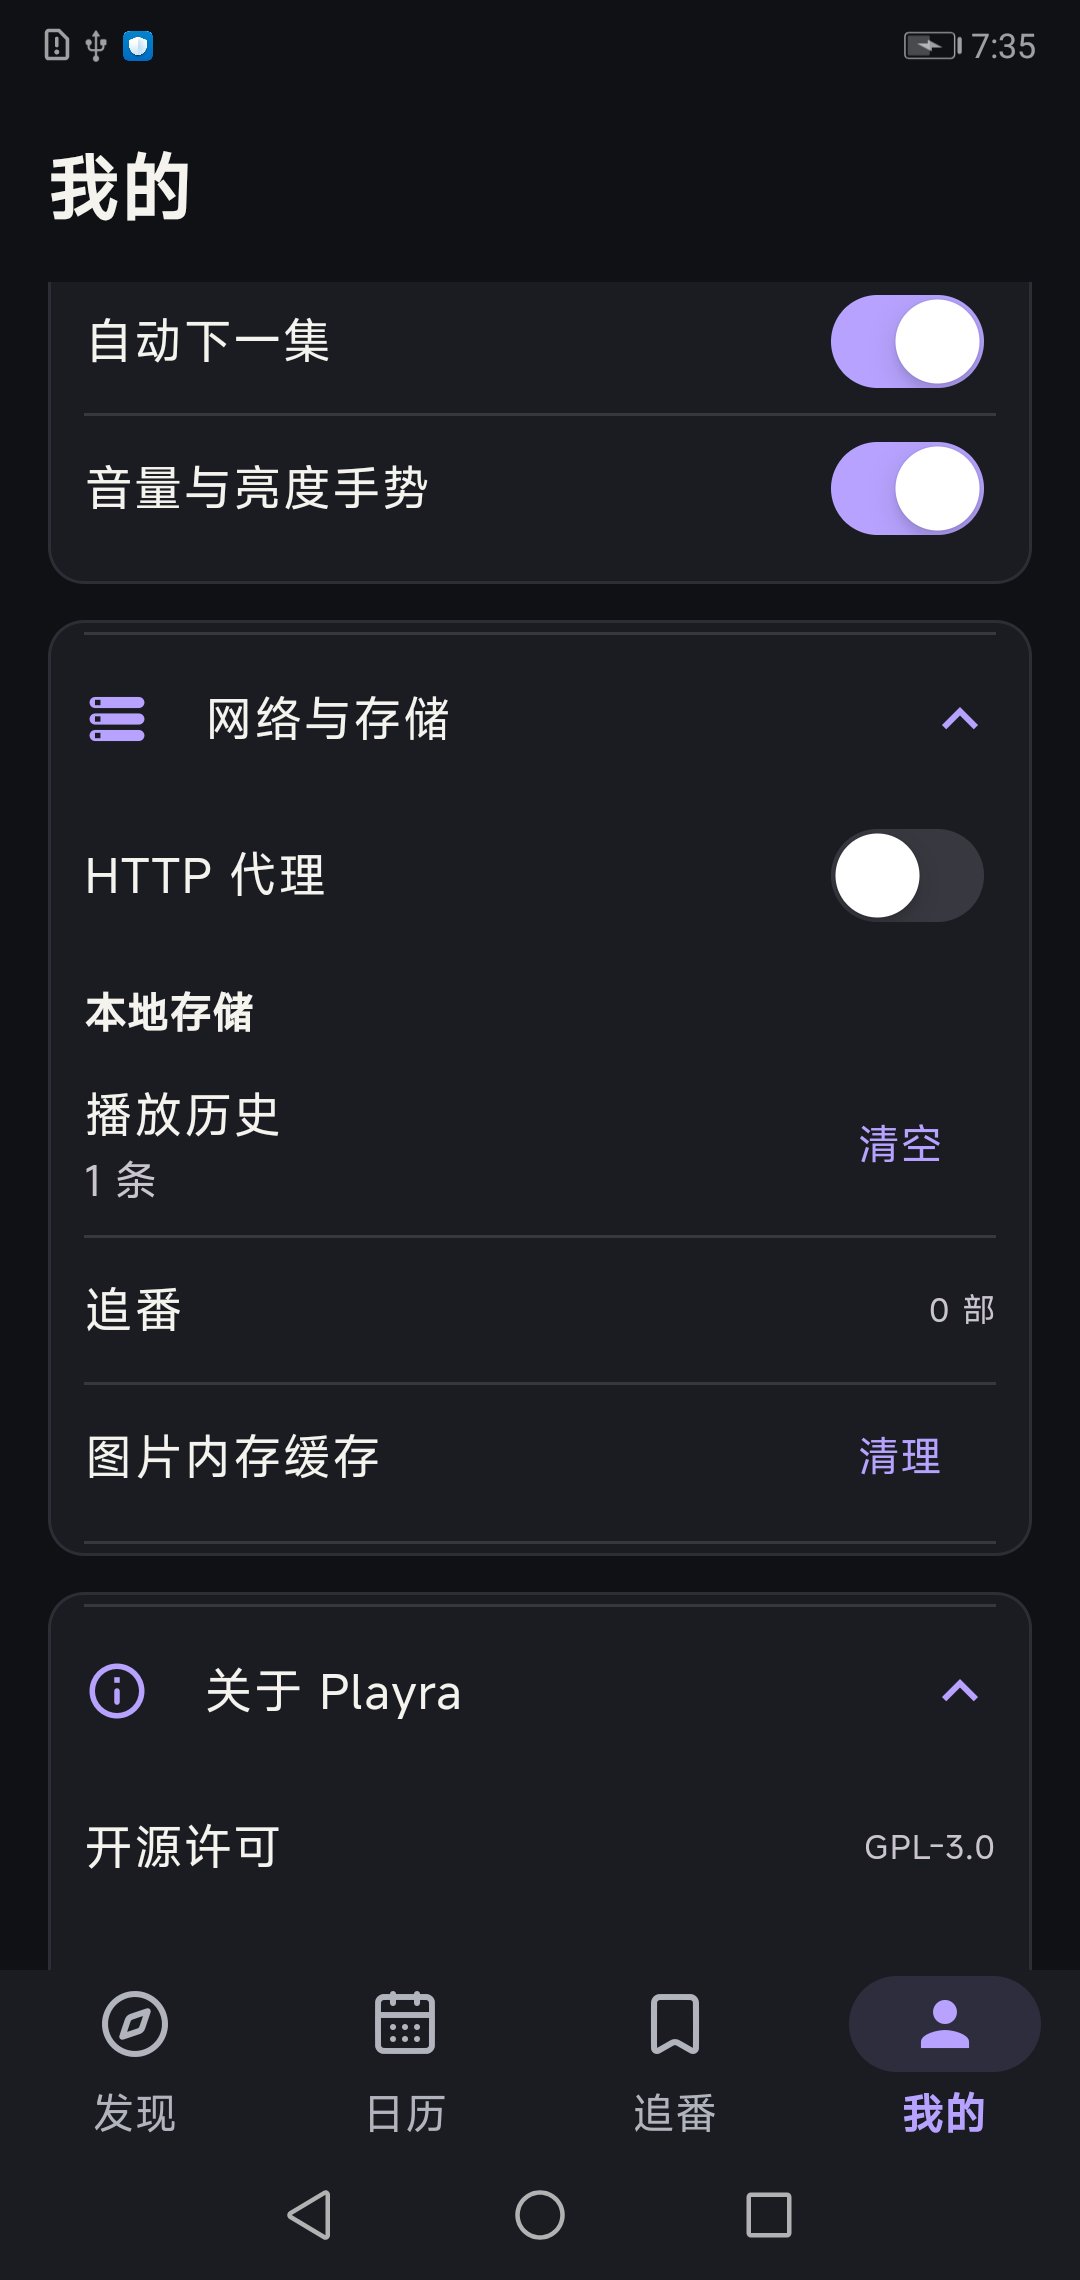 7:35
我的
自动下一集
音量与亮度手势
网络与存储
HTTP 代理
本地存储
播放历史
1 条
清空
追番
0 部
图片内存缓存
清理
关于 Playra
开源许可
GPL-3.0
发现
日历
追番
我的